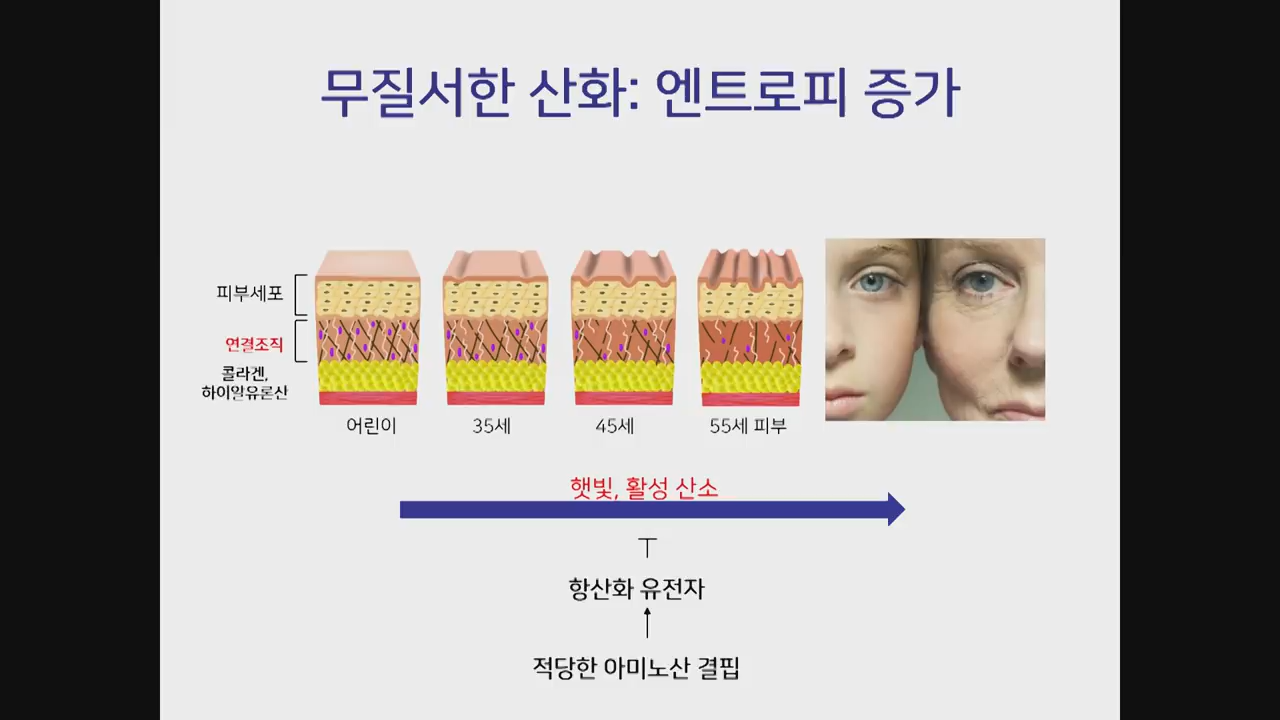 무질서한 산화: 엔트로피 증가
피부세포
연결조직
콜라겐,
하이알유론산
어린이
35세
45세
55세 피부
햇빛, 활성 산소
항산화 유전자
적당한 아미노산 결핍